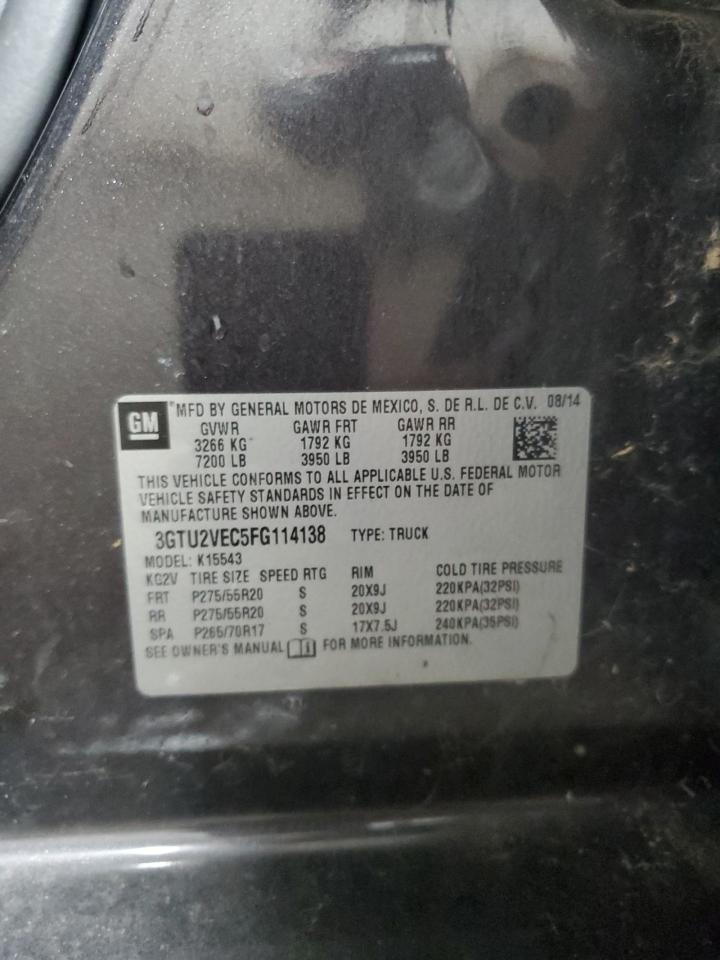 GM
MFD BY GENERAL MOTORS DE MEXICO, S. DE R.L. DE C.V. 08/14
GVWR GAWR FRT GAWR RR
3266 KG 1792 KG 1792 KG
7200 LB 3950 LB 3950 LB
THIS VEHICLE CONFORMS TO ALL APPLICABLE U.S. FEDERAL MOTOR
VEHICLE SAFETY STANDARDS IN EFFECT ON THE DATE OF
MANUFACTURE SHOWN ABOVE.
3GTU2VEC5FG114138 TYPE: TRUCK
MODEL: K15543
KG2V TIRE SIZE SPEED RTG RIM COLD TIRE PRESSURE
FRT P275/55R20 S 20X9J 220KPA(32PSI)
RR P275/55R20 S 20X9J 220KPA(32PSI)
SPA P265/70R17 S 17X7.5J 240KPA(35PSI)
SEE OWNER'S MANUAL FOR MORE INFORMATION.